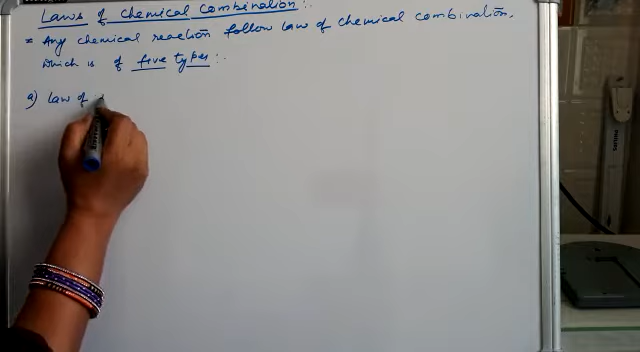 Laws of Chemical Combination :.
* Any chemical reaction follow law of chemical combination.
which is of five types :.
a) Law of
PHILIPS